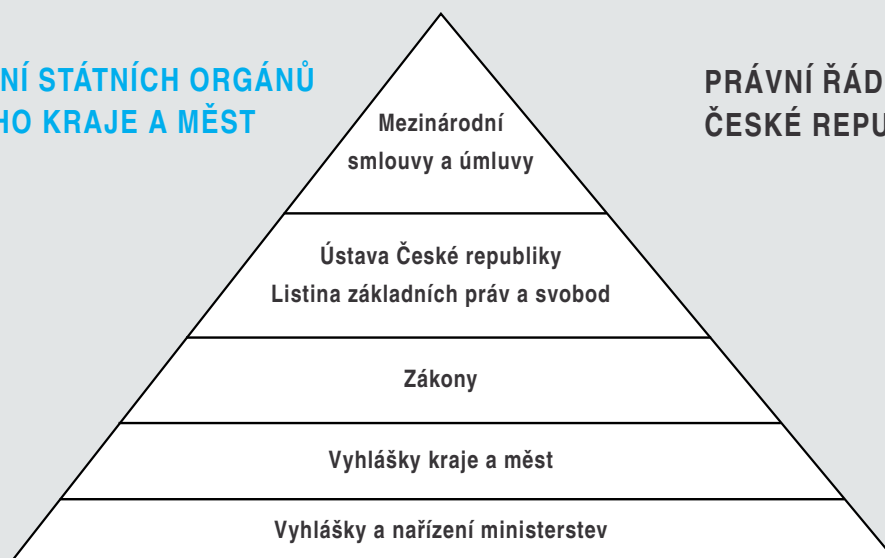 NÍ STÁTNÍCH ORGÁNŮ
HO KRAJE A MĚST
PRÁVNÍ ŘÁD
ČESKÉ REPU
Mezinárodní
smlouvy a úmluvy
Ústava České republiky
Listina základních práv a svobod
Zákony
Vyhlášky kraje a měst
Vyhlášky a nařízení ministerstev